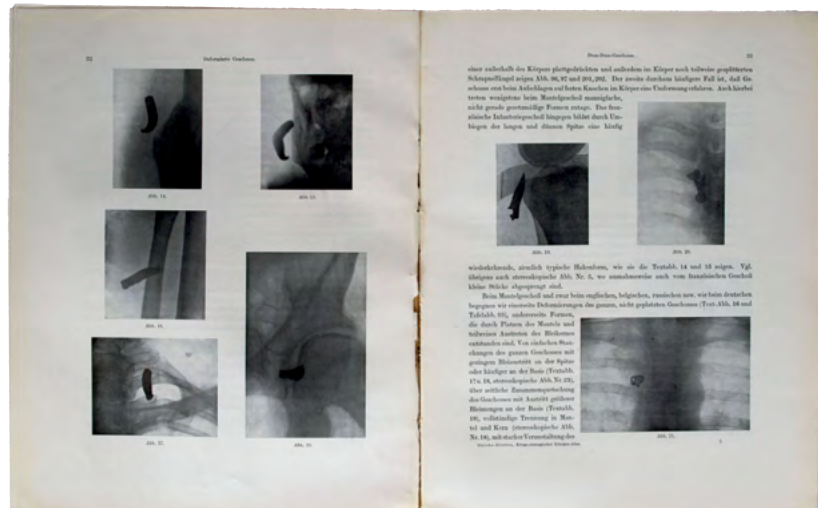 32
Deformierte Geschosse.
Abb. 14.
Abb. 15.
Abb. 16.
Abb. 17.
Abb. 18.
Dum-Dum-Geschosse.
33
einer außerhalb des Körpers plattgedrückten und außerdem im Körper noch teilweise gesplitterten
Schrapnellkugel zeigen Abb. 96, 97 und 201, 202. Der zweite durchaus häufigere Fall ist, daß Ge-
schosse erst beim Aufschlagen auf harten Knochen im Körper eine Umformung erfahren. Auch hierbei
treten wenigstens beim Mantelgeschoß mannigfache,
nicht gerade gesetzmäßige Formen zutage. Das fran-
zösische Infanteriegeschoß hingegen bildet durch Um-
biegen der langen und dünnen Spitze eine häufig
Abb. 19.
Abb. 20.
wiederkehrende, ziemlich typische Hakenform, wie sie die Textabb. 14 und 15 zeigen. Vgl.
übrigens auch stereoskopische Abb. Nr. 5, wo ausnahmsweise auch vom französischen Geschoß
kleine Stücke abgesprengt sind.
Beim Mantelgeschoß und zwar beim englischen, belgischen, russischen usw. wie beim deutschen
begegnen wir einerseits Deformierungen des ganzen, nicht geplatzten Geschosses (Text-Abb. 16 und
Tafelabb. 93), andererseits Formen,
die durch Platzen des Mantels und
teilweises Austreten des Bleikernes
entstanden sind. Von einfachen Stau-
chungen des ganzen Geschosses mit
geringem Bleiaustritt an der Spitze
oder häufiger an der Basis (Textabb.
17 u. 18, stereoskopische Abb. Nr. 23),
über seitliche Zusammenquetschung
des Geschosses mit Austritt größerer
Bleimengen an der Basis (Textabb.
19), vollständige Trennung in Man-
tel und Kern (stereoskopische Abb.
Nr. 18), mit starker Verunstaltung des
Abb. 21.